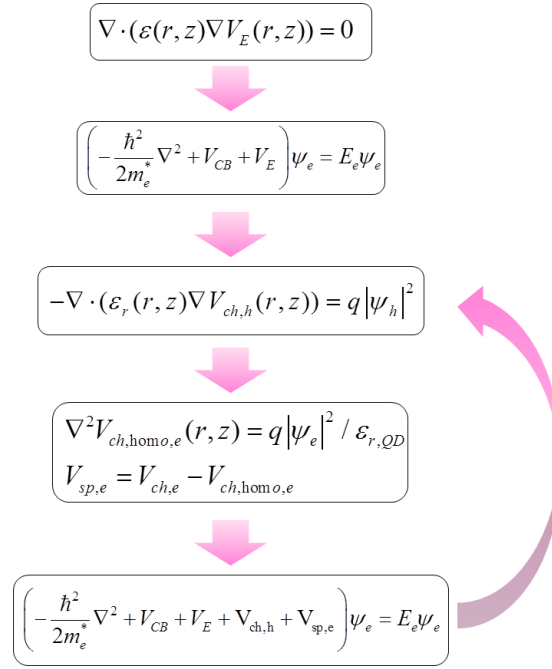 ∇·(ε(r,z)∇V_E(r,z))=0
(-ħ²/2m_e^* ∇²+V_CB+V_E)ψ_e=E_eψ_e
-∇·(ε_r(r,z)∇V_ch,h(r,z))=q|ψ_h|²
∇²V_ch,homo,e(r,z)=q|ψ_e|²/ε_r,QD
V_sp,e=V_ch,e-V_ch,homo,e
(-ħ²/2m_e^* ∇²+V_CB+V_E+V_ch,h+V_sp,e)ψ_e=E_eψ_e